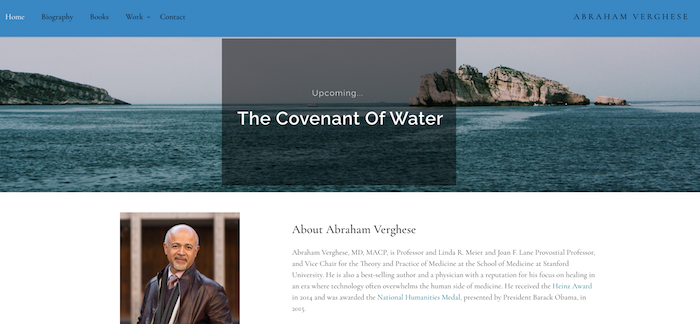 Home Biography Books Work Contact ABRAHAM VERGHESE
Upcoming...
The Covenant Of Water
About Abraham Verghese
Abraham Verghese, MD, MACP, is Professor and Linda R. Meier and Joan F. Lane Provostial Professor,
and Vice Chair for the Theory and Practice of Medicine at the School of Medicine at Stanford
University. He is also a best-selling author and a physician with a reputation for his focus on healing in
an era where technology often overwhelms the human side of medicine. He received the Heinz Award
in 2014 and was awarded the National Humanities Medal, presented by President Barack Obama, in
2015.